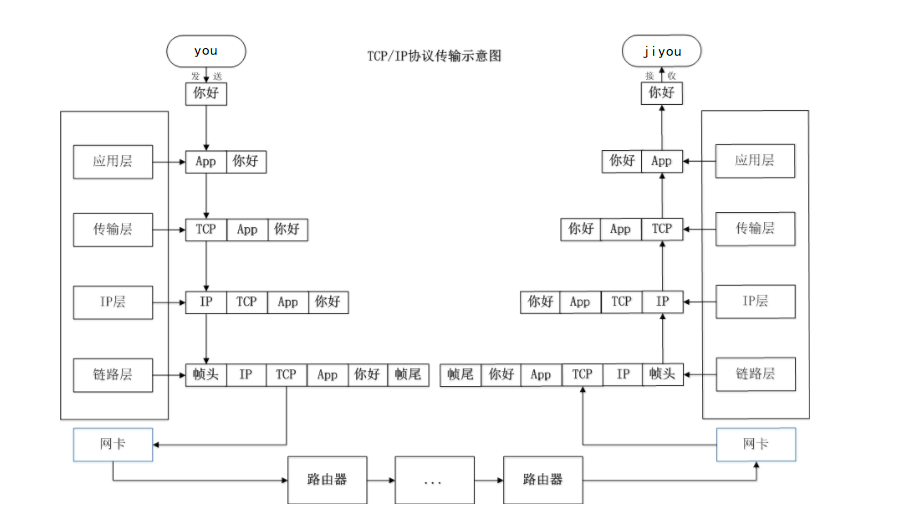 you
TCP/IP协议传输示意图
jiyou
发 送
接 收
你好
你好
应用层
App 你好
你好 App
应用层
传输层
TCP App 你好
你好 App TCP
传输层
IP层
IP TCP App 你好
你好 App TCP IP
IP层
链路层
帧头 IP TCP App 你好 帧尾
帧尾 你好 App TCP IP 帧头
链路层
网卡
网卡
路由器
...
路由器